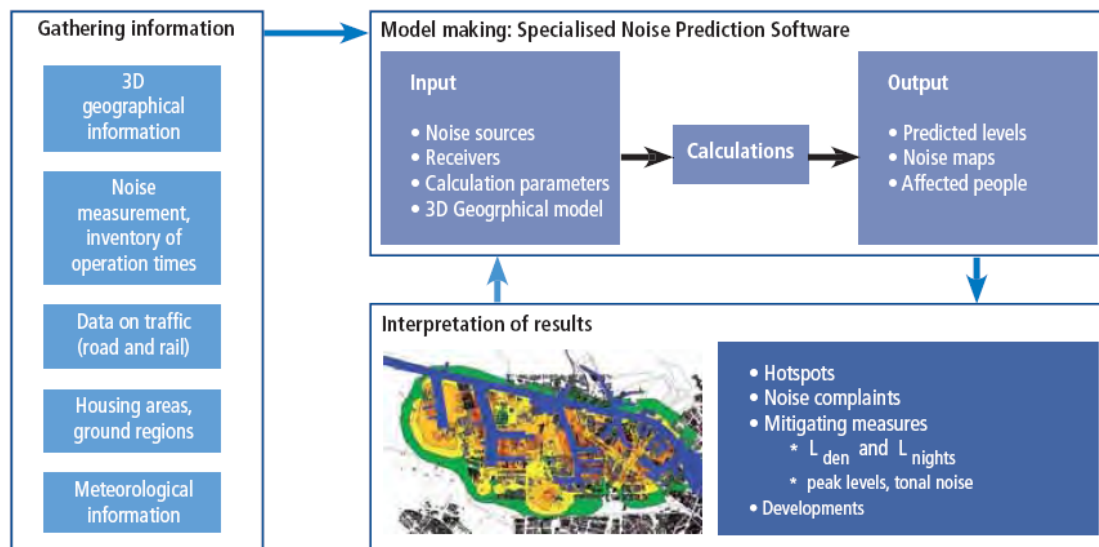 Gathering information
3D
geographical
information
Noise
measurement,
inventory of
operation times
Data on traffic
(road and rail)
Housing areas,
ground regions
Meteorological
information
Model making: Specialised Noise Prediction Software
Input
• Noise sources
• Receivers
• Calculation parameters
• 3D Geogrphical model
Calculations
Output
• Predicted levels
• Noise maps
• Affected people
Interpretation of results
• Hotspots
• Noise complaints
• Mitigating measures
* L den and L nights
* peak levels, tonal noise
• Developments